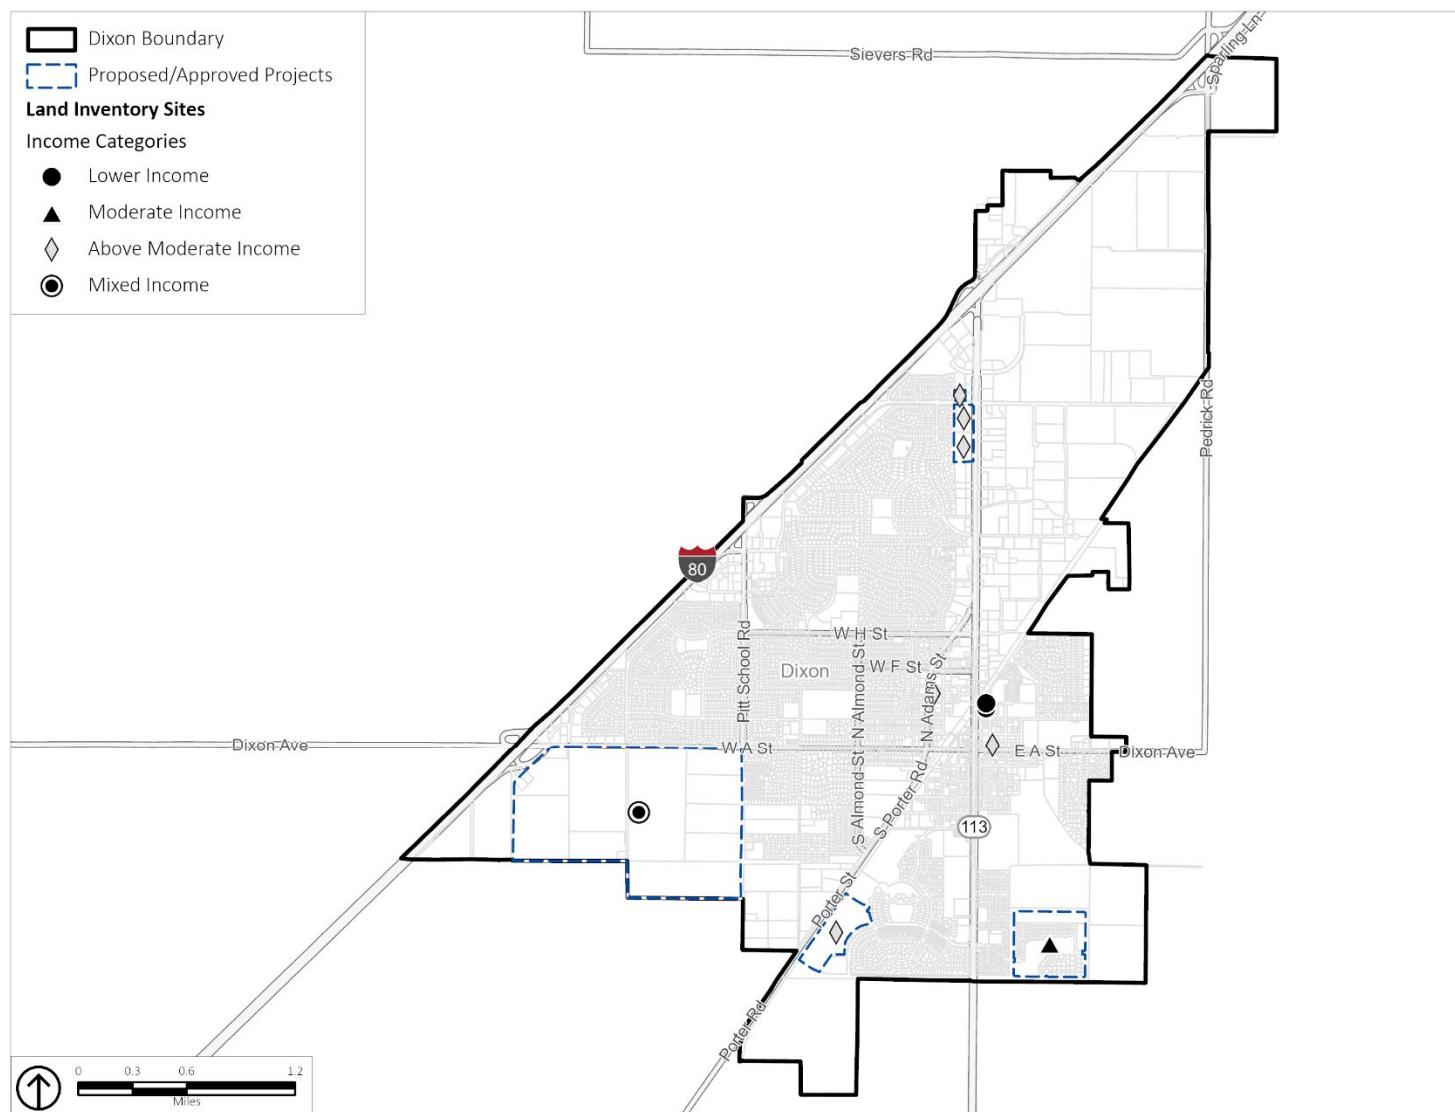 Dixon Boundary
Proposed/Approved Projects
Land Inventory Sites
Income Categories
Lower Income
Moderate Income
Above Moderate Income
Mixed Income
Sievers Rd
Sparling Ln
Pedrick Rd
80
W H St
Pitt School Rd
Dixon
W F St
N Almond St
N Adams St
Dixon Ave
W A St
E A St
Dixon Ave
S Almond St
S Porter Rd
113
Porter St
Porter Rd
0 0.3 0.6 1.2
Miles